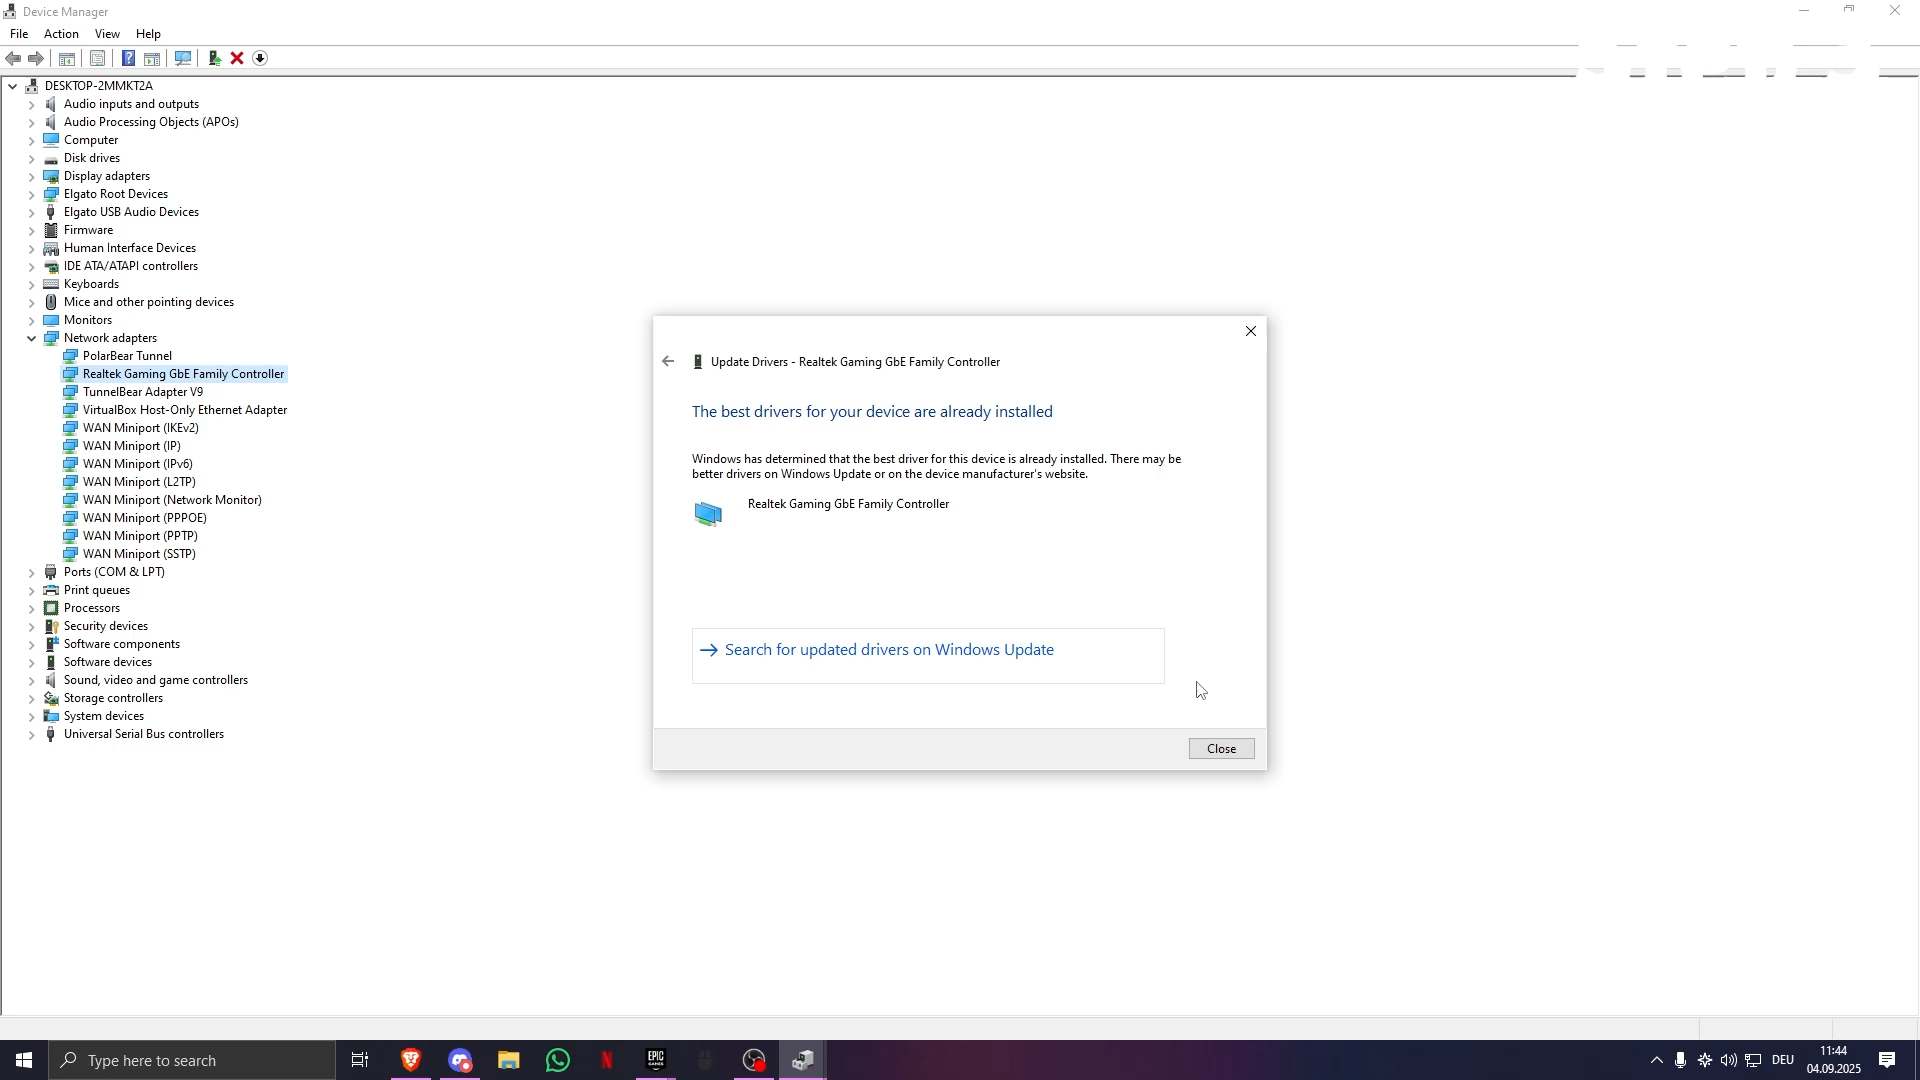 Device Manager
File Action View Help
DESKTOP-2MMKT2A
Audio inputs and outputs
Audio Processing Objects (APOs)
Computer
Disk drives
Display adapters
Elgato Root Devices
Elgato USB Audio Devices
Firmware
Human Interface Devices
IDE ATA/ATAPI controllers
Keyboards
Mice and other pointing devices
Monitors
Network adapters
PolarBear Tunnel
Realtek Gaming GbE Family Controller
TunnelBear Adapter V9
VirtualBox Host-Only Ethernet Adapter
WAN Miniport (IKEv2)
WAN Miniport (IP)
WAN Miniport (IPv6)
WAN Miniport (L2TP)
WAN Miniport (Network Monitor)
WAN Miniport (PPPOE)
WAN Miniport (PPTP)
WAN Miniport (SSTP)
Ports (COM & LPT)
Print queues
Processors
Security devices
Software components
Software devices
Sound, video and game controllers
Storage controllers
System devices
Universal Serial Bus controllers
Update Drivers - Realtek Gaming GbE Family Controller
The best drivers for your device are already installed
Windows has determined that the best driver for this device is already installed. There may be
better drivers on Windows Update or on the device manufacturer's website.
Realtek Gaming GbE Family Controller
Search for updated drivers on Windows Update
Close
Type here to search
EPIC
GAMES
DEU
11:44
04.09.2025